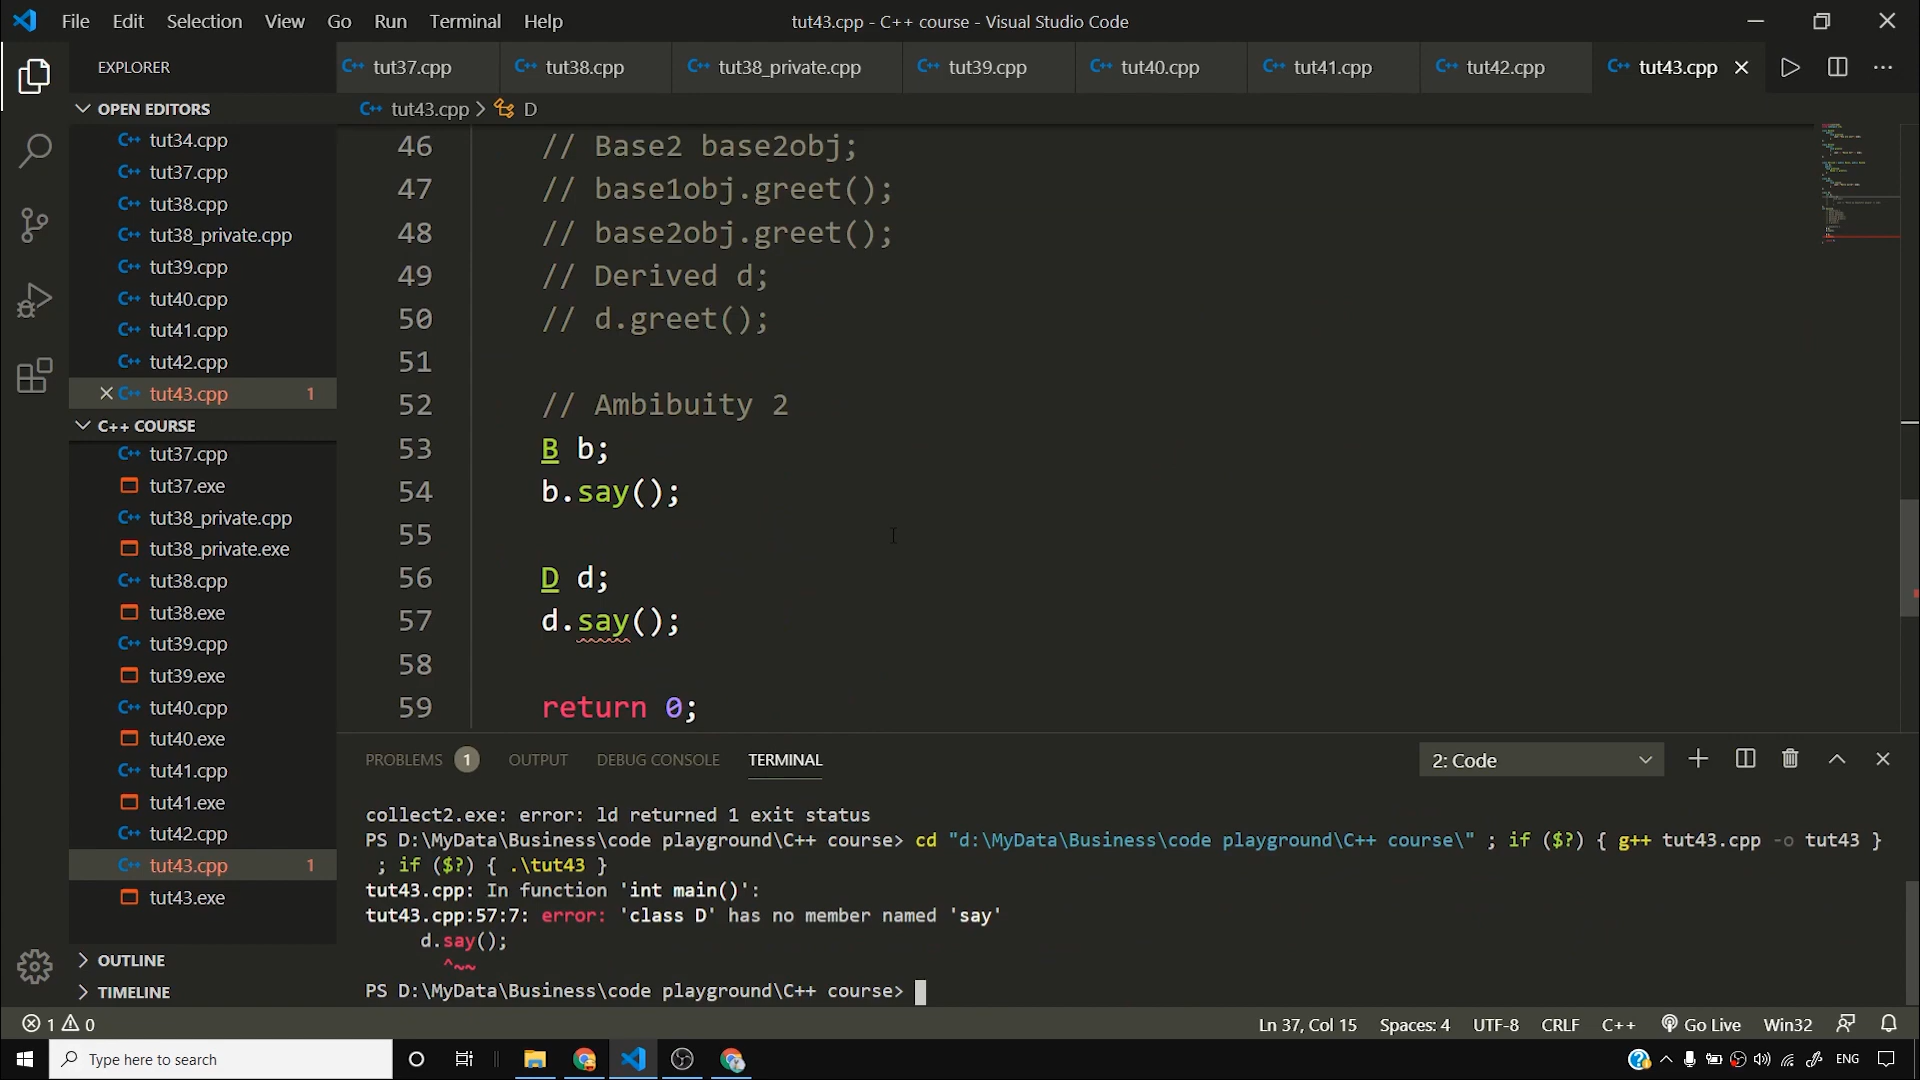 File Edit Selection View Go Run Terminal Help
tut43.cpp - C++ course - Visual Studio Code
EXPLORER
OPEN EDITORS
tut34.cpp
tut37.cpp
tut38.cpp
tut38_private.cpp
tut39.cpp
tut40.cpp
tut41.cpp
tut42.cpp
tut43.cpp 1
C++ COURSE
tut37.cpp
tut37.exe
tut38_private.cpp
tut38_private.exe
tut38.cpp
tut38.exe
tut39.cpp
tut39.exe
tut40.cpp
tut40.exe
tut41.cpp
tut41.exe
tut42.cpp
tut43.cpp 1
tut43.exe
OUTLINE
TIMELINE
tut37.cpp tut38.cpp tut38_private.cpp tut39.cpp tut40.cpp tut41.cpp tut42.cpp tut43.cpp
tut43.cpp > D
46 // Base2 base2obj;
47 // base1obj.greet();
48 // base2obj.greet();
49 // Derived d;
50 // d.greet();
51
52 // Ambibuity 2
53 B b;
54 b.say();
55
56 D d;
57 d.say();
58
59 return 0;
PROBLEMS 1 OUTPUT DEBUG CONSOLE TERMINAL
2: Code
collect2.exe: error: ld returned 1 exit status
PS D:\MyData\Business\code playground\C++ course> cd "d:\MyData\Business\code playground\C++ course\" ; if ($?) { g++ tut43.cpp -o tut43 }
; if ($?) { .\tut43 }
tut43.cpp: In function 'int main()':
tut43.cpp:57:7: error: 'class D' has no member named 'say'
d.say();
^~~
PS D:\MyData\Business\code playground\C++ course>
1 0
Ln 37, Col 15 Spaces: 4 UTF-8 CRLF C++ Go Live Win32
Type here to search
ENG